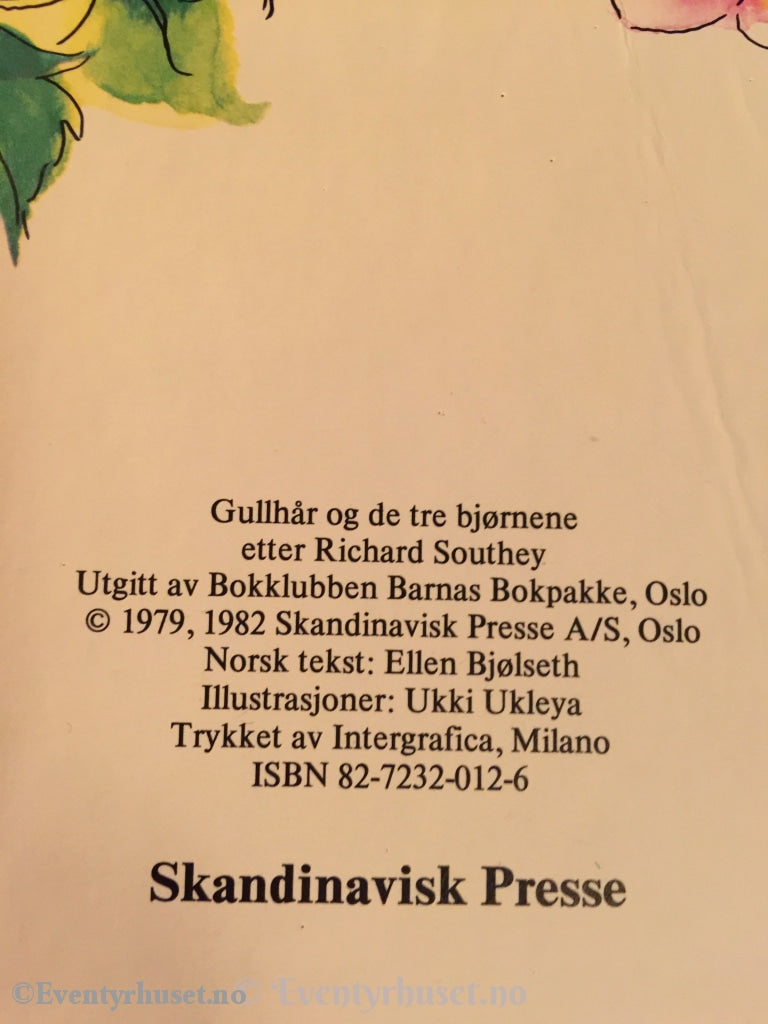 Gullhår og de tre bjørnene
etter Richard Southey
Utgitt av Bokklubben Barnas Bokpakke, Oslo
© 1979, 1982 Skandinavisk Presse A/S, Oslo
Norsk tekst: Ellen Bjølseth
Illustrasjoner: Ukki Ukleya
Trykket av Intergrafica, Milano
ISBN 82-7232-012-6
Skandinavisk Presse
©Eventyrhuset.no © Eventyrhuset.no